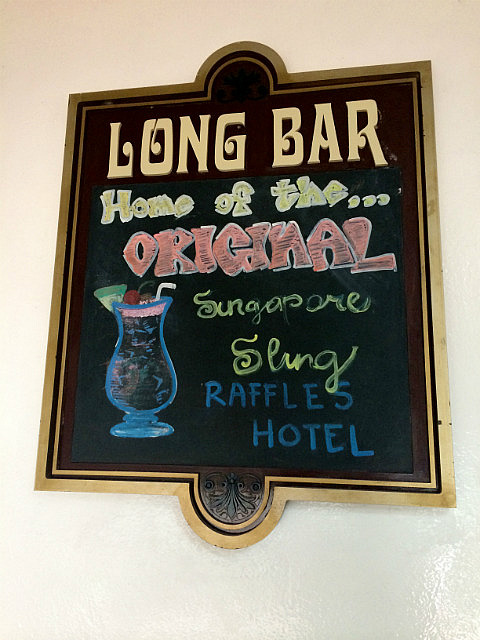 LONG BAR
Home of the...
ORIGINAL
Singapore
Sling
RAFFLES
HOTEL